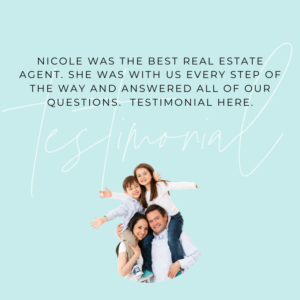 NICOLE WAS THE BEST REAL ESTATE
AGENT. SHE WAS WITH US EVERY STEP OF
THE WAY AND ANSWERED ALL OF OUR
QUESTIONS. TESTIMONIAL HERE.
Testimonial